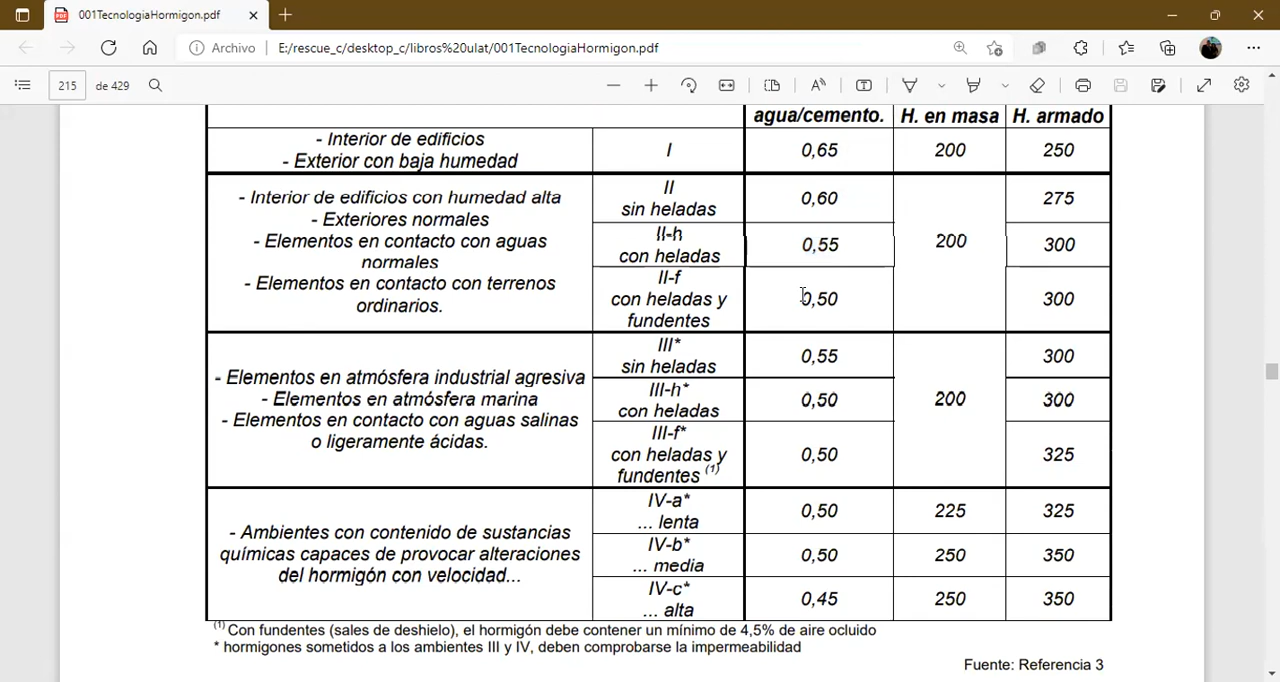 001TecnologiaHormigon.pdf
Archivo E:/rescue_c/desktop_c/libros%20ulat/001TecnologiaHormigon.pdf
215 de 429
agua/cemento. H. en masa H. armado
- Interior de edificios
- Exterior con baja humedad
I 0,65 200 250
- Interior de edificios con humedad alta
- Exteriores normales
- Elementos en contacto con aguas
normales
- Elementos en contacto con terrenos
ordinarios.
II
sin heladas
0,60 275
II-h
con heladas
0,55 200 300
II-f
con heladas y
fundentes
0,50 300
- Elementos en atmósfera industrial agresiva
- Elementos en atmósfera marina
- Elementos en contacto con aguas salinas
o ligeramente ácidas.
III*
sin heladas
0,55 300
III-h*
con heladas
0,50 200 300
III-f*
con heladas y
fundentes (1)
0,50 325
- Ambientes con contenido de sustancias
químicas capaces de provocar alteraciones
del hormigón con velocidad...
IV-a*
... lenta
0,50 225 325
IV-b*
... media
0,50 250 350
IV-c*
... alta
0,45 250 350
(1) Con fundentes (sales de deshielo), el hormigón debe contener un mínimo de 4,5% de aire ocluido
* hormigones sometidos a los ambientes III y IV, deben comprobarse la impermeabilidad
Fuente: Referencia 3